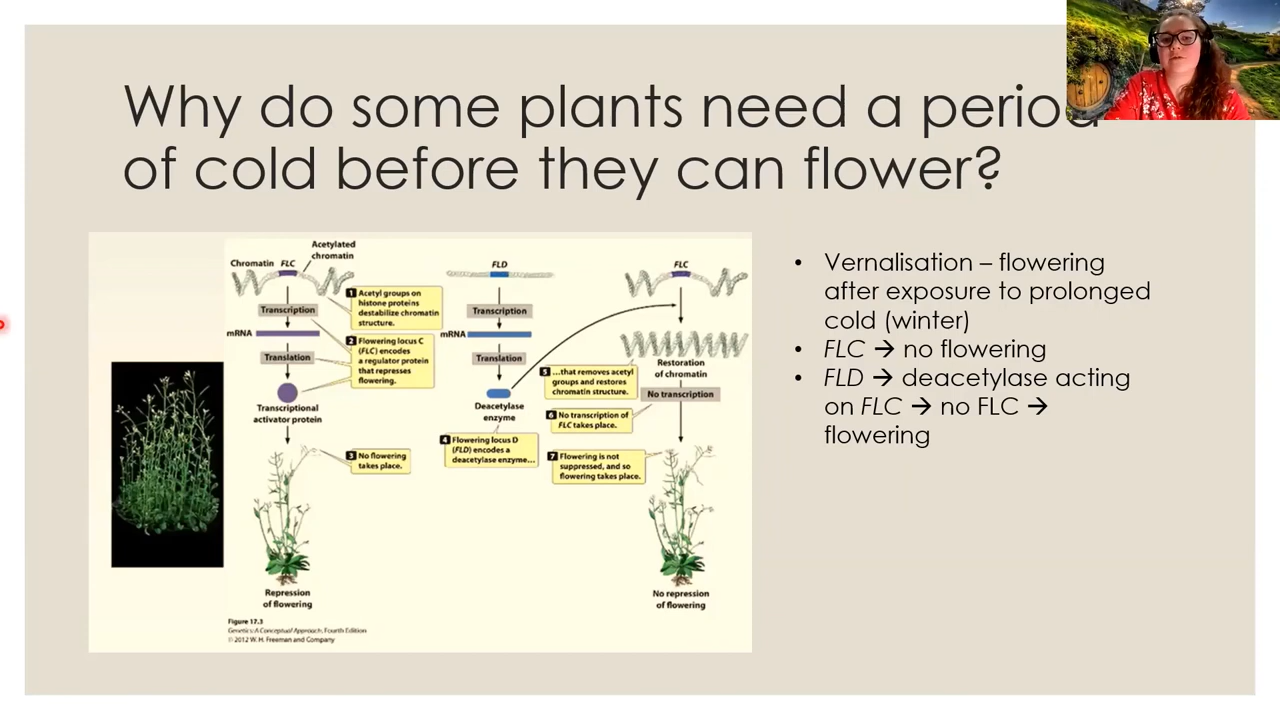 Why do some plants need a period
of cold before they can flower?
Acetylated
chromatin
Chromatin FLC
1 Acetyl groups on
histone proteins
destabilize chromatin
structure.
Transcription
mRNA
2 Flowering locus C
(FLC) encodes
a regulator protein
that represses
flowering.
Translation
Transcriptional
activator protein
3 No flowering
takes place.
Repression
of flowering
FLD
Transcription
mRNA
Translation
Deacetylase
enzyme
4 Flowering locus D
(FLD) encodes a
deacetylase enzyme...
FLC
5 ...that removes acetyl
groups and restores
chromatin structure.
Restoration
of chromatin
No transcription
6 No transcription of
FLC takes place.
7 Flowering is not
suppressed, and so
flowering takes place.
No repression
of flowering
Figure 17.3
Genetics: A Conceptual Approach, Fourth Edition
© 2012 W. H. Freeman and Company
• Vernalisation – flowering
after exposure to prolonged
cold (winter)
• FLC → no flowering
• FLD → deacetylase acting
on FLC → no FLC →
flowering